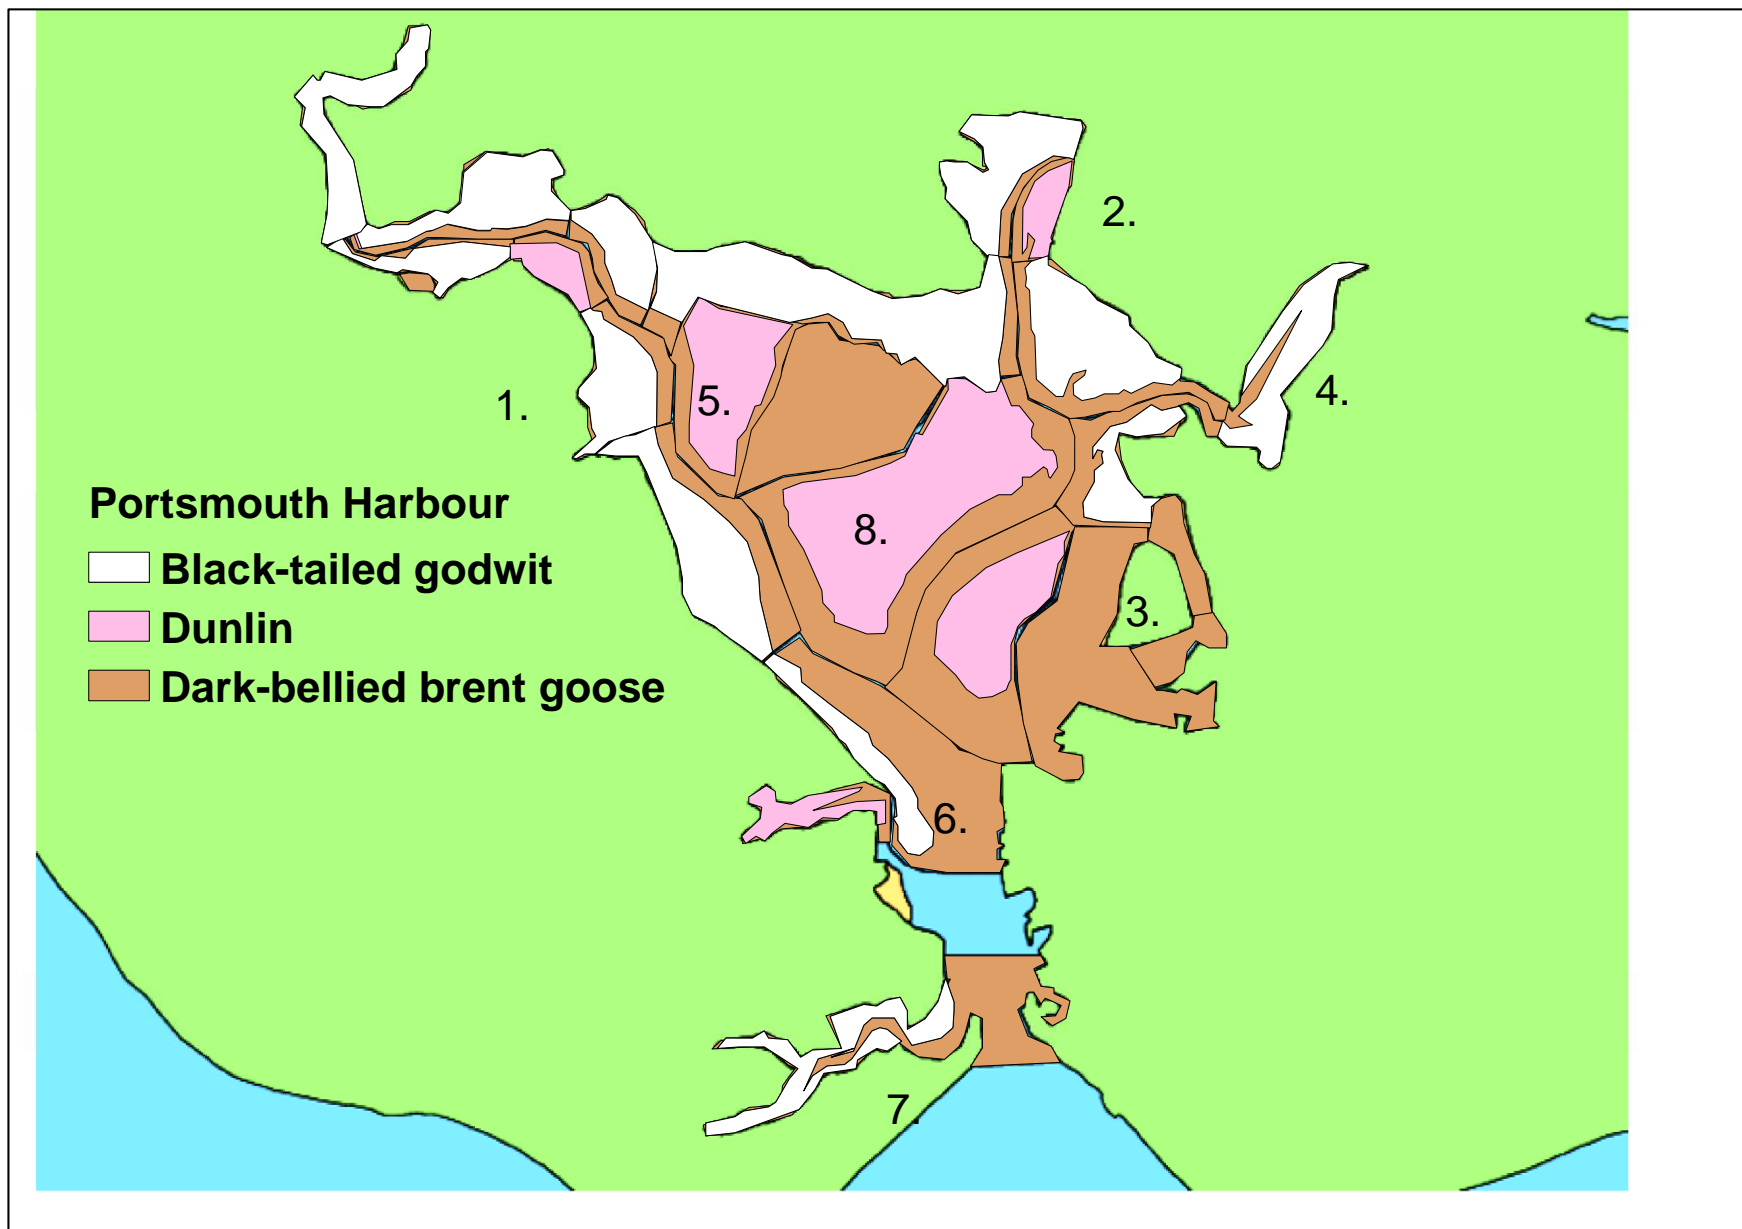 2.
4.
1.
5.
Portsmouth Harbour
8.
Black-tailed godwit
3.
Dunlin
Dark-bellied brent goose
6.
7.